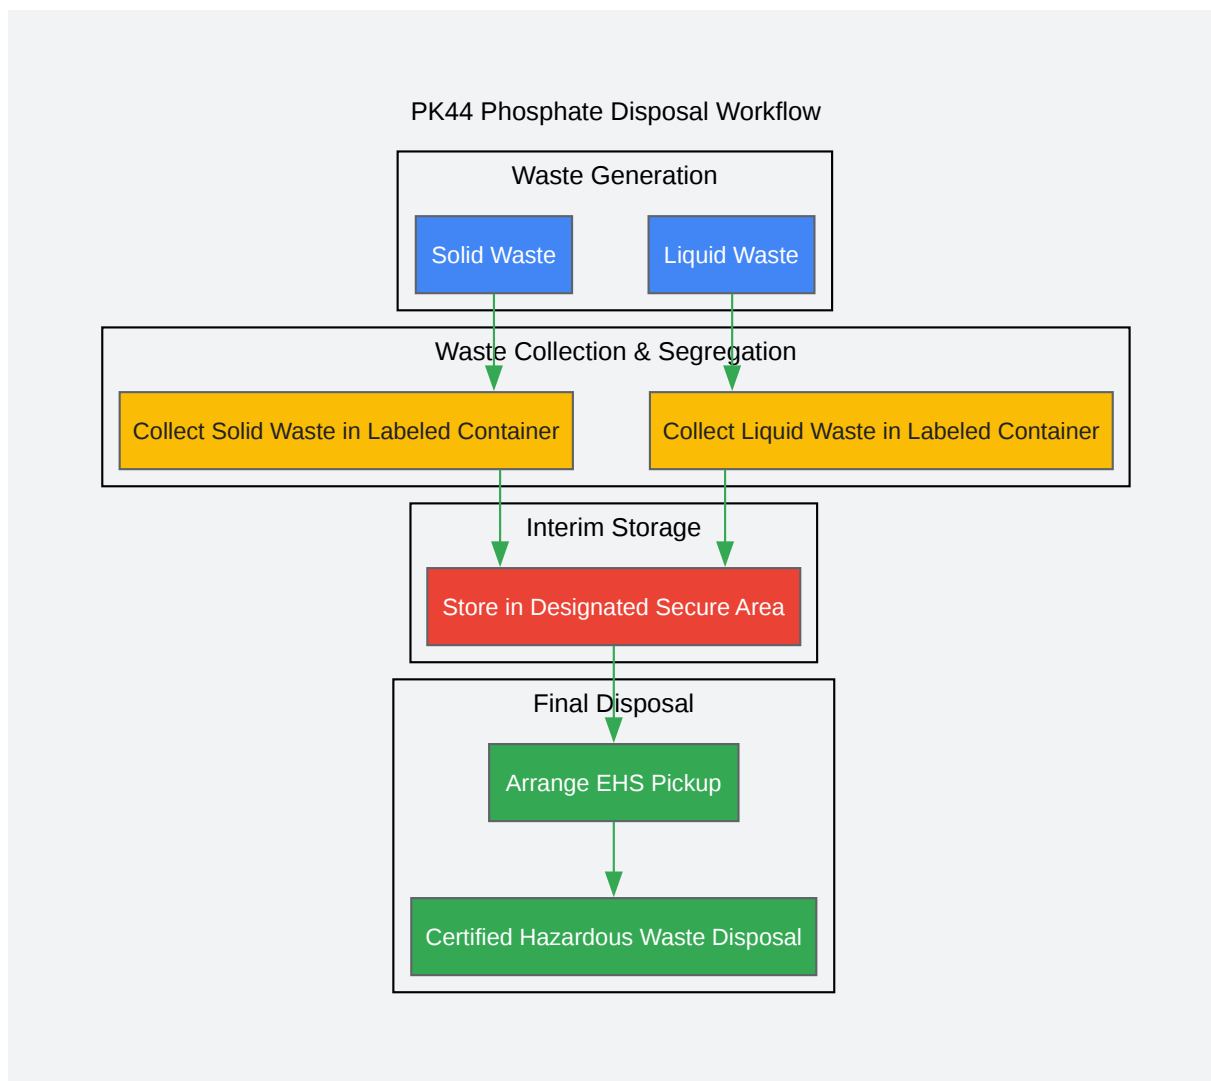 PK44 Phosphate Disposal Workflow
Waste Generation
Solid Waste
Liquid Waste
Waste Collection & Segregation
Collect Solid Waste in Labeled Container
Collect Liquid Waste in Labeled Container
Interim Storage
Store in Designated Secure Area
Final Disposal
Arrange EHS Pickup
Certified Hazardous Waste Disposal